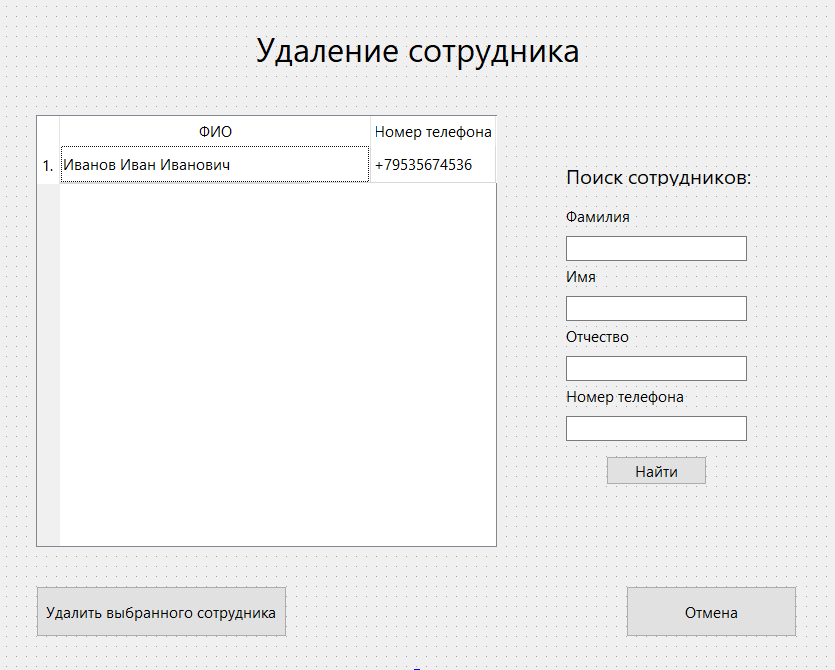 Удаление сотрудника
ФИО Номер телефона
1. Иванов Иван Иванович +79535674536
Поиск сотрудников:
Фамилия
Имя
Отчество
Номер телефона
Найти
Удалить выбранного сотрудника
Отмена